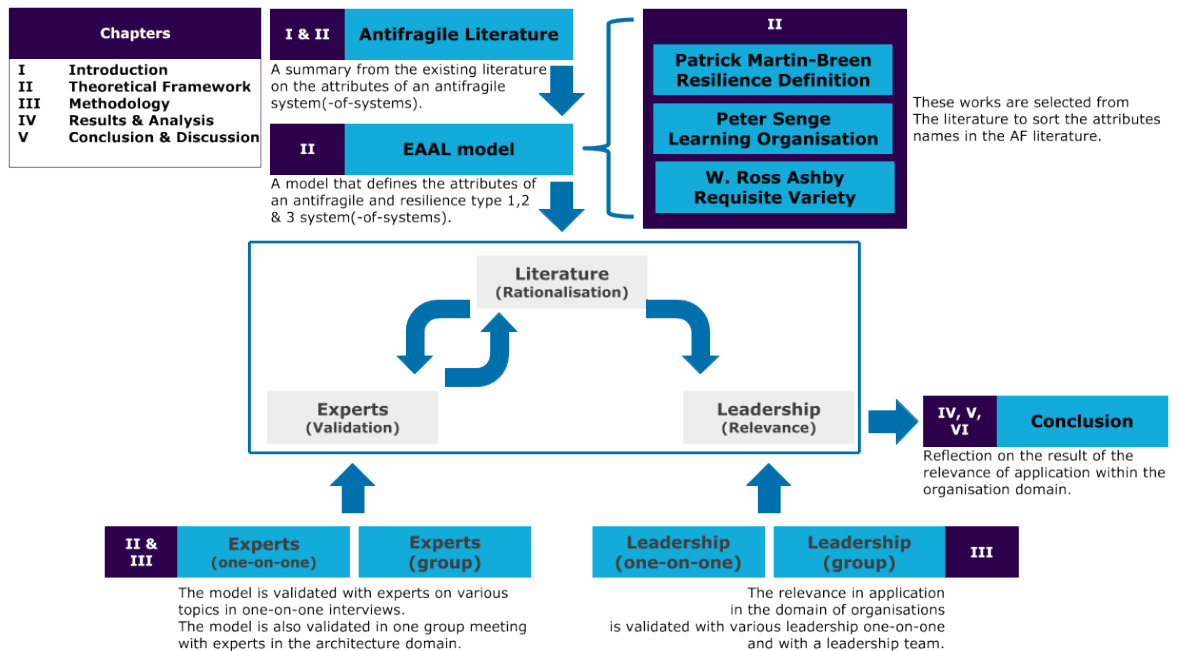 Chapters
I Introduction
II Theoretical Framework
III Methodology
IV Results & Analysis
V Conclusion & Discussion
I & II
Antifragile Literature
A summary from the existing literature
on the attributes of an antifragile
system(-of-systems).
II
EAAL model
A model that defines the attributes of
an antifragile and resilience type 1,2
& 3 system(-of-systems).
II
Patrick Martin-Breen
Resilience Definition
Peter Senge
Learning Organisation
W. Ross Ashby
Requisite Variety
These works are selected from
The literature to sort the attributes
names in the AF literature.
Literature
(Rationalisation)
Experts
(Validation)
Leadership
(Relevance)
IV, V,
VI
Conclusion
Reflection on the result of the
relevance of application within the
organisation domain.
II &
III
Experts
(one-on-one)
Experts
(group)
The model is validated with experts on various
topics in one-on-one interviews.
The model is also validated in one group meeting
with experts in the architecture domain.
Leadership
(one-on-one)
Leadership
(group)
III
The relevance in application
in the domain of organisations
is validated with various leadership one-on-one
and with a leadership team.